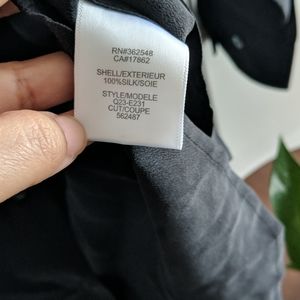 RN#362548
CA#17862
SHELL/EXTERIEUR
100%SILK/SOIE
STYLE/MODELE
Q23-E231
CUT/COUPE
562487